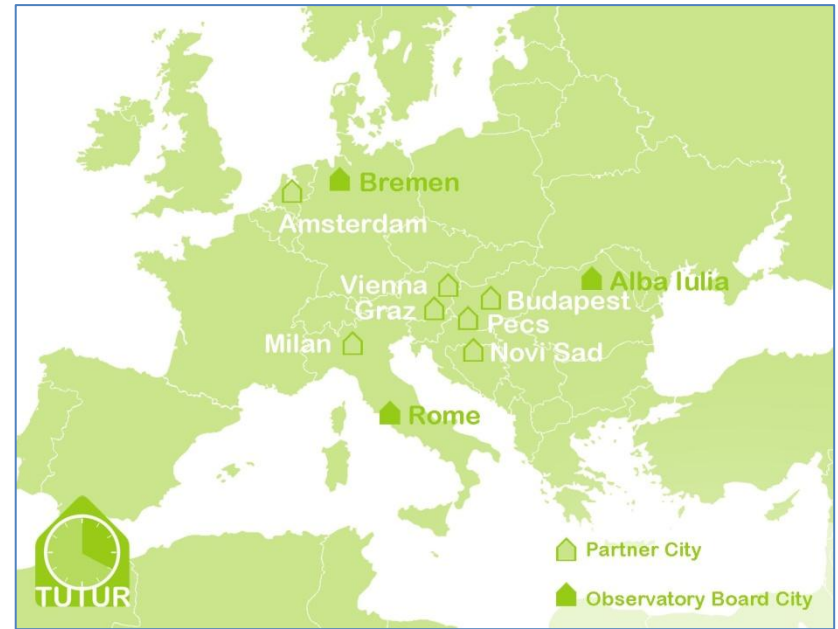 Bremen
Amsterdam
Vienna
Alba Iulia
Budapest
Graz
Pecs
Milan
Novi Sad
Rome
Partner City
TUTUR
Observatory Board City